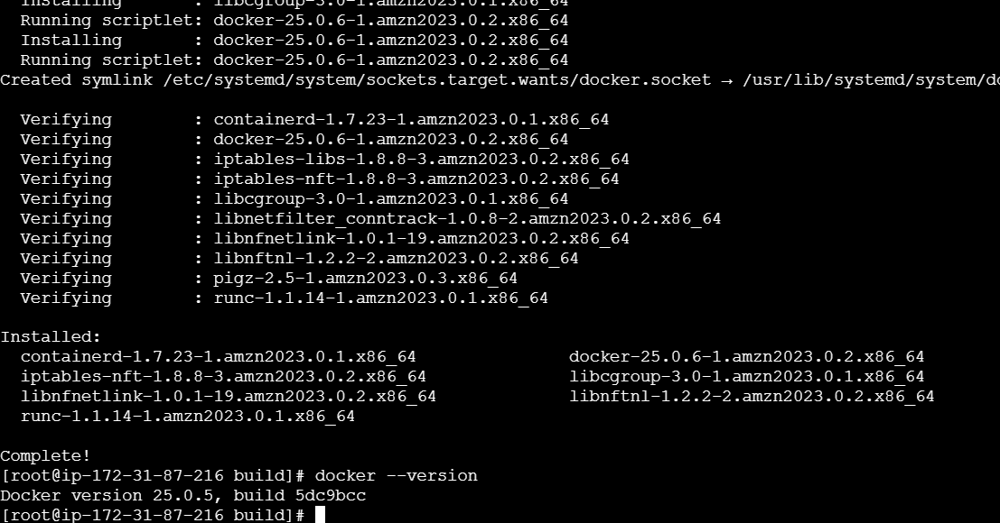 Installing       : libcgroup-3.0-1.amzn2023.0.1.x86_64
Running scriptlet: docker-25.0.6-1.amzn2023.0.2.x86_64
Installing       : docker-25.0.6-1.amzn2023.0.2.x86_64
Running scriptlet: docker-25.0.6-1.amzn2023.0.2.x86_64
Created symlink /etc/systemd/system/sockets.target.wants/docker.socket → /usr/lib/systemd/system/do
Verifying        : containerd-1.7.23-1.amzn2023.0.1.x86_64
Verifying        : docker-25.0.6-1.amzn2023.0.2.x86_64
Verifying        : iptables-libs-1.8.8-3.amzn2023.0.2.x86_64
Verifying        : iptables-nft-1.8.8-3.amzn2023.0.2.x86_64
Verifying        : libcgroup-3.0-1.amzn2023.0.1.x86_64
Verifying        : libnetfilter_conntrack-1.0.8-2.amzn2023.0.2.x86_64
Verifying        : libnfnetlink-1.0.1-19.amzn2023.0.2.x86_64
Verifying        : libnftnl-1.2.2-2.amzn2023.0.2.x86_64
Verifying        : pigz-2.5-1.amzn2023.0.3.x86_64
Verifying        : runc-1.1.14-1.amzn2023.0.1.x86_64
Installed:
containerd-1.7.23-1.amzn2023.0.1.x86_64 docker-25.0.6-1.amzn2023.0.2.x86_64
iptables-nft-1.8.8-3.amzn2023.0.2.x86_64 libcgroup-3.0-1.amzn2023.0.1.x86_64
libnfnetlink-1.0.1-19.amzn2023.0.2.x86_64 libnftnl-1.2.2-2.amzn2023.0.2.x86_64
runc-1.1.14-1.amzn2023.0.1.x86_64
Complete!
[root@ip-172-31-87-216 build]# docker --version
Docker version 25.0.5, build 5dc9bcc
[root@ip-172-31-87-216 build]#